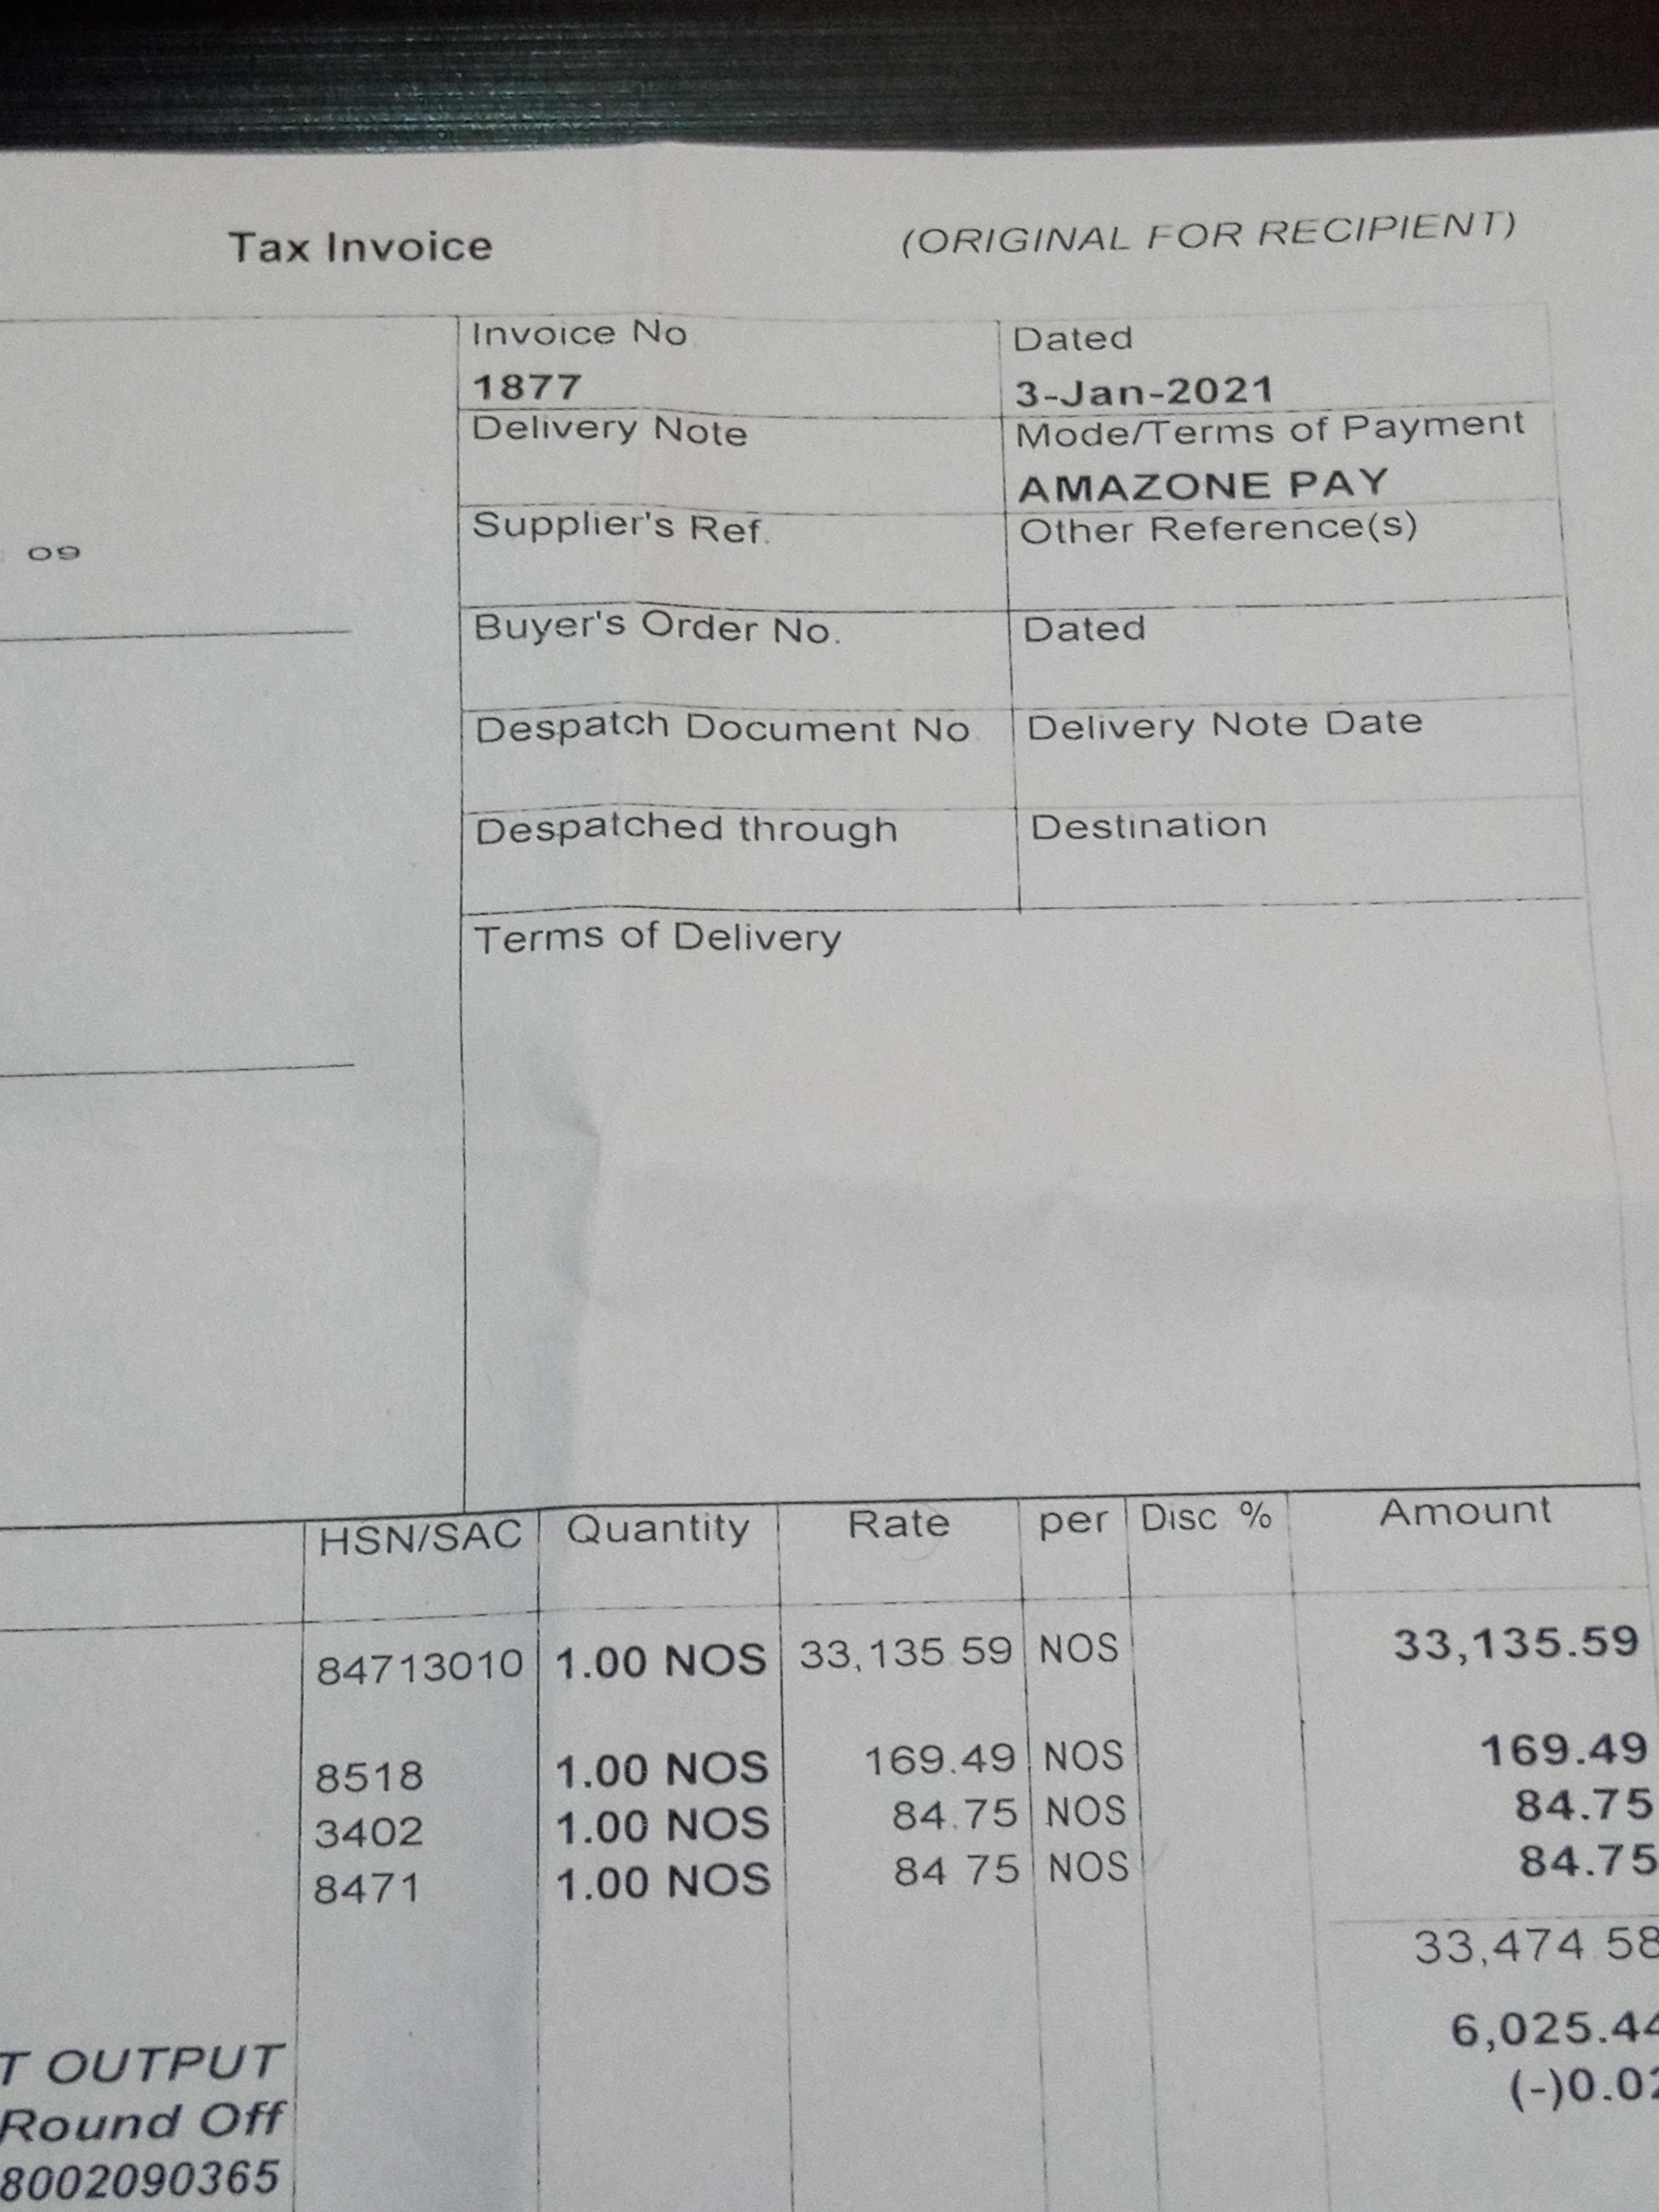 Tax Invoice
(ORIGINAL FOR RECIPIENT)
Invoice No
1877
Dated
3-Jan-2021
Delivery Note
Mode/Terms of Payment
AMAZONE PAY
Supplier's Ref.
Other Reference(s)
09
Buyer's Order No.
Dated
Despatch Document No
Delivery Note Date
Despatched through
Destination
Terms of Delivery
HSN/SAC Quantity Rate per Disc % Amount
84713010 1.00 NOS 33,135.59 NOS 33,135.59
8518 1.00 NOS 169.49 NOS 169.49
3402 1.00 NOS 84.75 NOS 84.75
8471 1.00 NOS 84 75 NOS 84.75
33,474 58
T OUTPUT 6,025.44
Round Off (-)0.02
8002090365